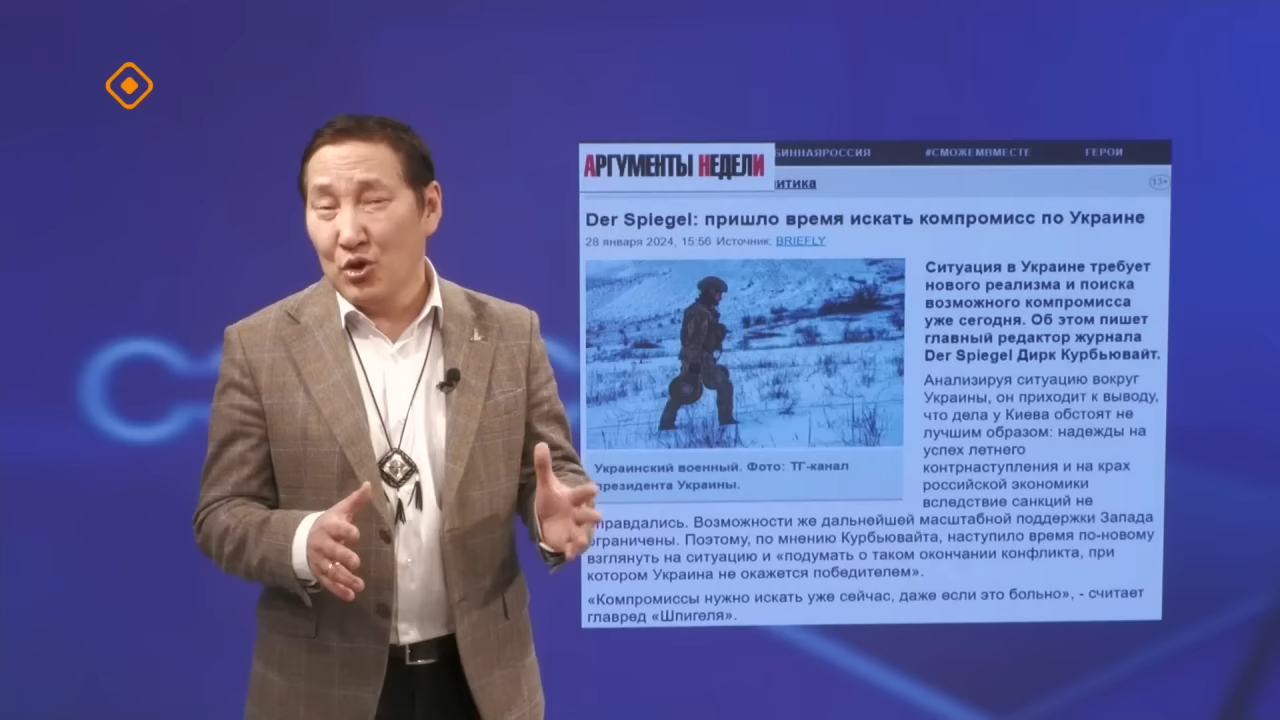 АРГУМЕНТЫ НЕДЕЛИ
БИННАЯРОССИЯ #СМОЖЕМВМЕСТЕ ГЕРОИ
итика 13+
Der Spiegel: пришло время искать компромисс по Украине
28 января 2024, 15:56 Источник: BRIEFLY
Ситуация в Украине требует
нового реализма и поиска
возможного компромисса
уже сегодня. Об этом пишет
главный редактор журнала
Der Spiegel Дирк Курбьювайт.
Анализируя ситуацию вокруг
Украины, он приходит к выводу,
что дела у Киева обстоят не
лучшим образом: надежды на
успех летнего
контрнаступления и на крах
российской экономики
вследствие санкций не
Украинский военный. Фото: ТГ-канал
президента Украины.
правдались. Возможности же дальнейшей масштабной поддержки Запада
ограничены. Поэтому, по мнению Курбьювайта, наступило время по-новому
взглянуть на ситуацию и «подумать о таком окончании конфликта, при
котором Украина не окажется победителем».
«Компромиссы нужно искать уже сейчас, даже если это больно», - считает
главред «Шпигеля».